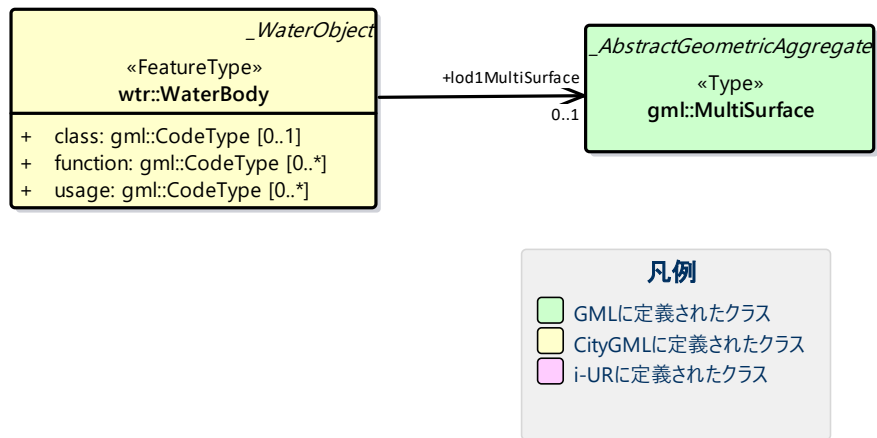 _WaterObject
«FeatureType»
wtr::WaterBody
+ class: gml::CodeType [0..1]
+ function: gml::CodeType [0..*]
+ usage: gml::CodeType [0..*]
+lod1MultiSurface
0..1
_AbstractGeometricAggregate
«Type»
gml::MultiSurface
凡例
GMLに定義されたクラス
CityGMLに定義されたクラス
i-URに定義されたクラス